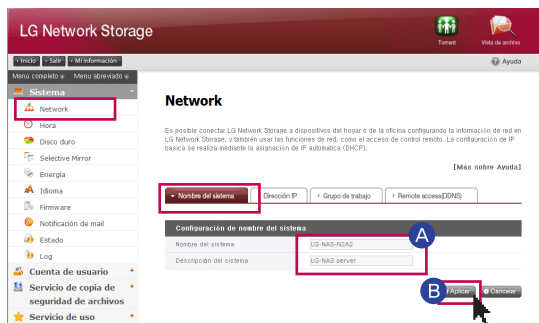 LG Network Storage
Torrent
Vista de archivo
Inicio
Salir
Mi información
Ayuda
Menú completo
Menú abreviado
Sistema
Network
Hora
Disco duro
Selective Mirror
Energía
Idioma
Firmware
Notificación de mail
Estado
Log
Cuenta de usuario
Servicio de copia de
seguridad de archivos
Servicio de uso
Network
Es posible conectar LG Network Storage a dispositivos del hogar o de la oficina configurando la información de red en
LG Network Storage, y también usar las funciones de red, como el acceso de control remoto. La configuración de IP
básica se realiza mediante la asignación de IP automática (DHCP).
[Más sobre Ayuda]
Nombre del sistema
Dirección IP
Grupo de trabajo
Remote access(DDNS)
Configuración de nombre del sistema
A
Nombre del sistema
LG-NAS-N2A2
Descripción del sistema
LG-NAS server
B
Aplicar
Cancelar